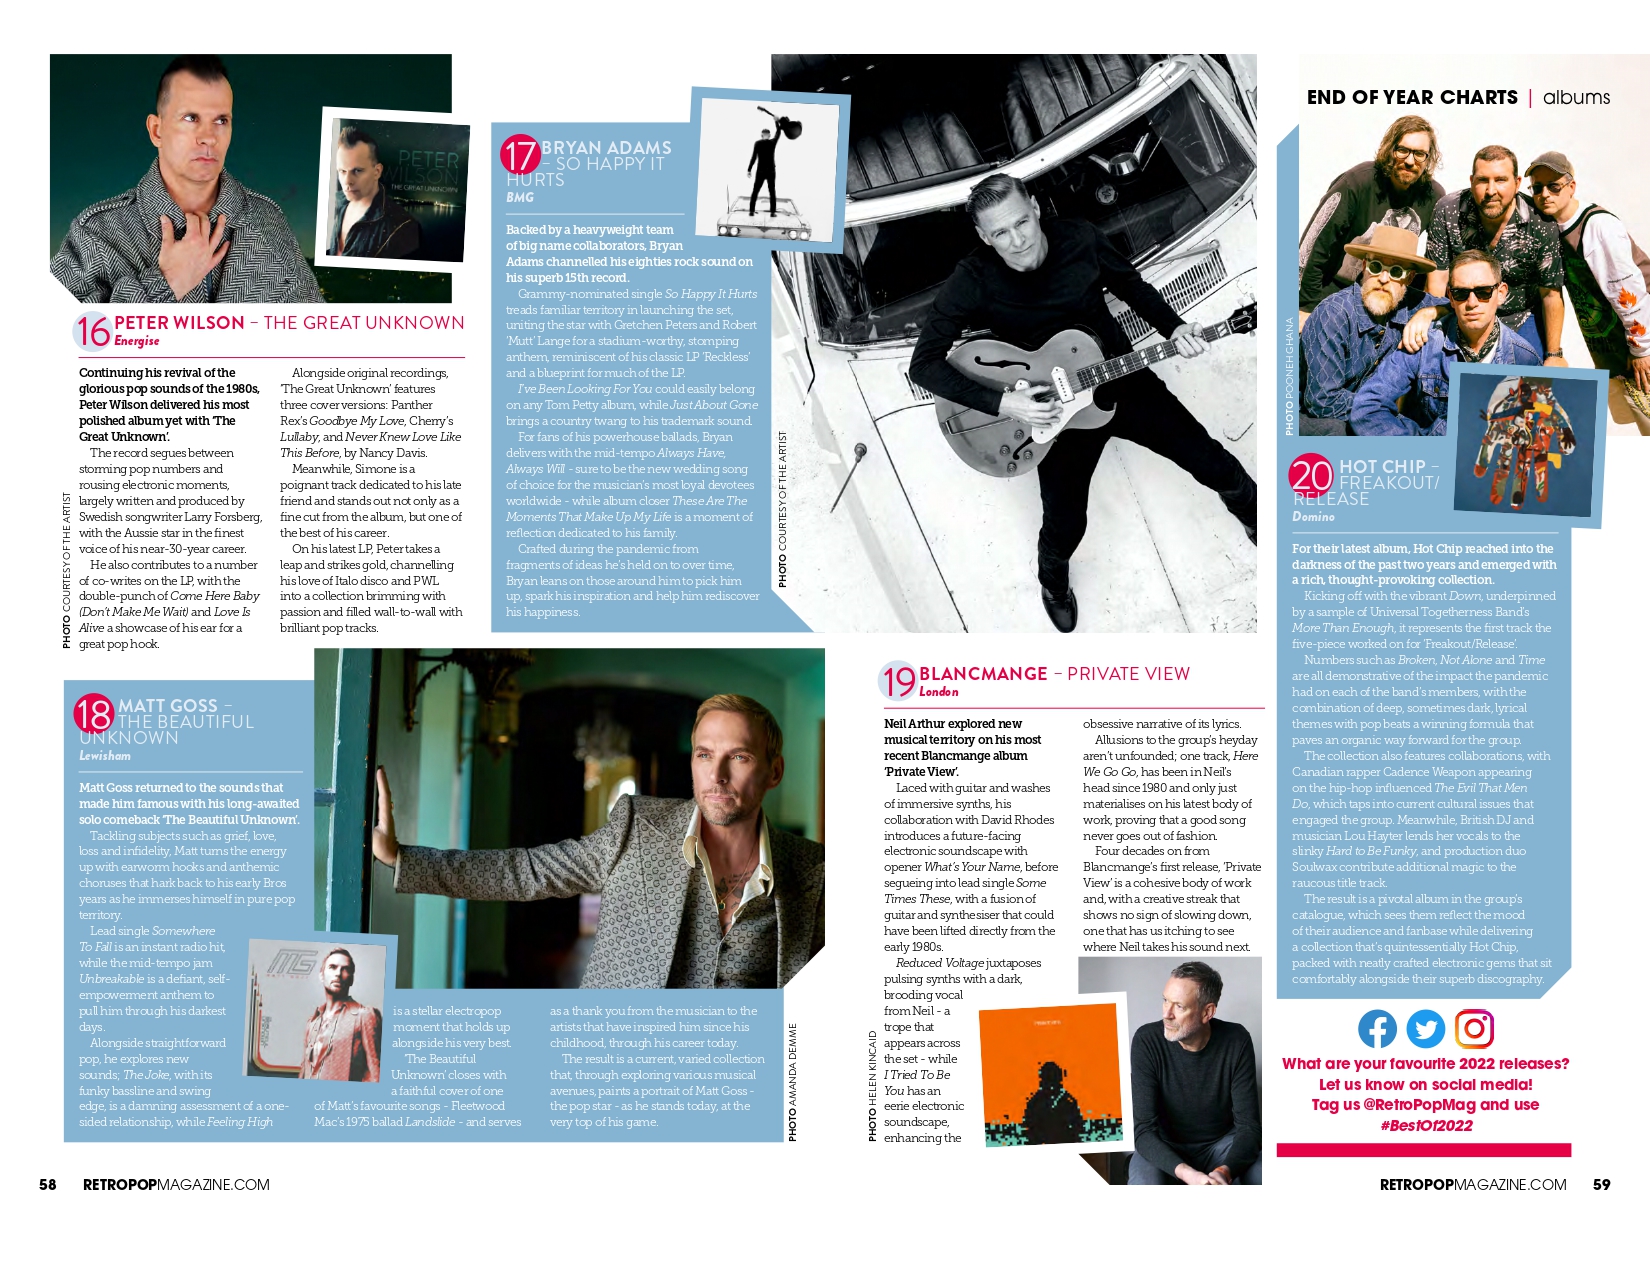 END OF YEAR CHARTS | albums
PETER
WILSON
THE GREAT UNKNOWN
16 PETER WILSON – THE GREAT UNKNOWN
Energise
Continuing his revival of the
glorious pop sounds of the 1980s,
Peter Wilson delivered his most
polished album yet with 'The
Great Unknown'.
The record segues between
storming pop numbers and
rousing electronic moments,
largely written and produced by
Swedish songwriter Larry Forsberg,
with the Aussie star in the finest
voice of his near-30-year career.
He also contributes to a number
of co-writes on the LP, with the
double-punch of Come Here Baby
(Don't Make Me Wait) and Love Is
Alive a showcase of his ear for a
great pop hook.
Alongside original recordings,
'The Great Unknown' features
three cover versions: Panther
Rex's Goodbye My Love, Cherry's
Lullaby, and Never Knew Love Like
This Before, by Nancy Davis.
Meanwhile, Simone is a
poignant track dedicated to his late
friend and stands out not only as a
fine cut from the album, but one of
the best of his career.
On his latest LP, Peter takes a
leap and strikes gold, channelling
his love of Italo disco and PWL
into a collection brimming with
passion and filled wall-to-wall with
brilliant pop tracks.
PHOTO COURTESY OF THE ARTIST
17 BRYAN ADAMS
– SO HAPPY IT
HURTS
BMG
Backed by a heavyweight team
of big name collaborators, Bryan
Adams channelled his eighties rock sound on
his superb 15th record.
Grammy-nominated single So Happy It Hurts
treads familiar territory in launching the set,
uniting the star with Gretchen Peters and Robert
'Mutt' Lange for a stadium-worthy, stomping
anthem, reminiscent of his classic LP 'Reckless'
and a blueprint for much of the LP.
I've Been Looking For You could easily belong
on any Tom Petty album, while Just About Gone
brings a country twang to his trademark sound.
For fans of his powerhouse ballads, Bryan
delivers with the mid-tempo Always Have,
Always Will - sure to be the new wedding song
of choice for the musician's most loyal devotees
worldwide - while album closer These Are The
Moments That Make Up My Life is a moment of
reflection dedicated to his family.
Crafted during the pandemic from
fragments of ideas he's held on to over time,
Bryan leans on those around him to pick him
up, spark his inspiration and help him rediscover
his happiness.
PHOTO COURTESY OF THE ARTIST
18 MATT GOSS –
THE BEAUTIFUL
UNKNOWN
Lewisham
Matt Goss returned to the sounds that
made him famous with his long-awaited
solo comeback 'The Beautiful Unknown'.
Tackling subjects such as grief, love,
loss and infidelity, Matt turns the energy
up with earworm hooks and anthemic
choruses that hark back to his early Bros
years as he immerses himself in pure pop
territory.
Lead single Somewhere
To Fall is an instant radio hit,
while the mid-tempo jam
Unbreakable is a defiant, self-
empowerment anthem to
pull him through his darkest
days.
Alongside straightforward
pop, he explores new
sounds; The Joke, with its
funky bassline and swing
edge, is a damning assessment of a one-
sided relationship, while Feeling High
MG
is a stellar electropop
moment that holds up
alongside his very best.
'The Beautiful
Unknown' closes with
a faithful cover of one
of Matt's favourite songs - Fleetwood
Mac's 1975 ballad Landslide - and serves
as a thank you from the musician to the
artists that have inspired him since his
childhood, through his career today.
The result is a current, varied collection
that, through exploring various musical
avenues, paints a portrait of Matt Goss -
the pop star - as he stands today, at the
very top of his game.
PHOTO AMANDA DEMME
19 BLANCMANGE – PRIVATE VIEW
London
Neil Arthur explored new
musical territory on his most
recent Blancmange album
'Private View'.
Laced with guitar and washes
of immersive synths, his
collaboration with David Rhodes
introduces a future-facing
electronic soundscape with
opener What's Your Name, before
segueing into lead single Some
Times These, with a fusion of
guitar and synthesiser that could
have been lifted directly from the
early 1980s.
Reduced Voltage juxtaposes
pulsing synths with a dark,
brooding vocal
from Neil - a
trope that
appears across
the set - while
I Tried To Be
You has an
eerie electronic
soundscape,
enhancing the
obsessive narrative of its lyrics.
Allusions to the group's heyday
aren't unfounded; one track, Here
We Go Go, has been in Neil's
head since 1980 and only just
materialises on his latest body of
work, proving that a good song
never goes out of fashion.
Four decades on from
Blancmange's first release, 'Private
View' is a cohesive body of work
and, with a creative streak that
shows no sign of slowing down,
one that has us itching to see
where Neil takes his sound next.
PHOTO HELEN KINCAID
PHOTO POONEH GHANA
20 HOT CHIP –
FREAKOUT/
RELEASE
Domino
For their latest album, Hot Chip reached into the
darkness of the past two years and emerged with
a rich, thought-provoking collection.
Kicking off with the vibrant Down, underpinned
by a sample of Universal Togetherness Band's
More Than Enough, it represents the first track the
five-piece worked on for 'Freakout/Release'.
Numbers such as Broken, Not Alone and Time
are all demonstrative of the impact the pandemic
had on each of the band's members, with the
combination of deep, sometimes dark, lyrical
themes with pop beats a winning formula that
paves an organic way forward for the group.
The collection also features collaborations, with
Canadian rapper Cadence Weapon appearing
on the hip-hop influenced The Evil That Men
Do, which taps into current cultural issues that
engaged the group. Meanwhile, British DJ and
musician Lou Hayter lends her vocals to the
slinky Hard to Be Funky, and production duo
Soulwax contribute additional magic to the
raucous title track.
The result is a pivotal album in the group's
catalogue, which sees them reflect the mood
of their audience and fanbase while delivering
a collection that's quintessentially Hot Chip,
packed with neatly crafted electronic gems that sit
comfortably alongside their superb discography.
What are your favourite 2022 releases?
Let us know on social media!
Tag us @RetroPopMag and use
#BestOf2022
58 RETROPOPMAGAZINE.COM
RETROPOPMAGAZINE.COM 59